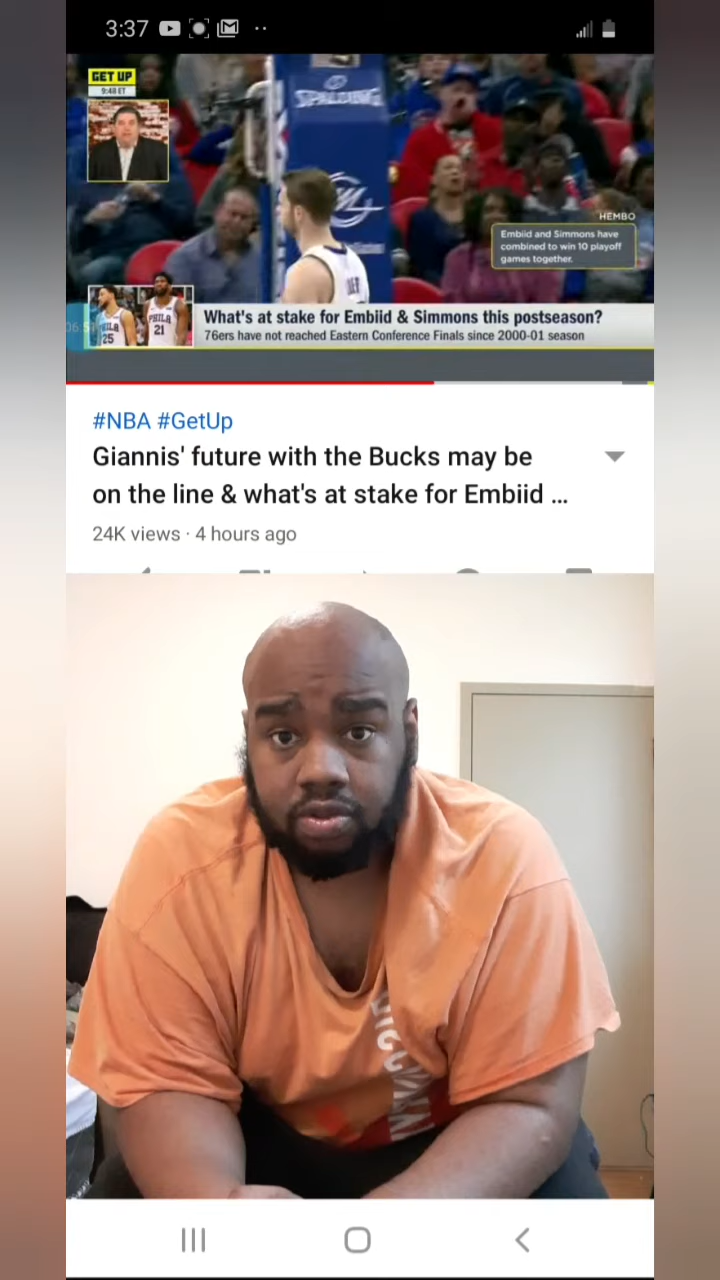 3:37
GET UP
9:48 ET
SPALDING
HEMBO
Embiid and Simmons have
combined to win 10 playoff
games together.
PHILA
25
PHILA
21
What's at stake for Embiid & Simmons this postseason?
76ers have not reached Eastern Conference Finals since 2000-01 season
#NBA #GetUp
Giannis' future with the Bucks may be
on the line & what's at stake for Embiid ...
24K views · 4 hours ago